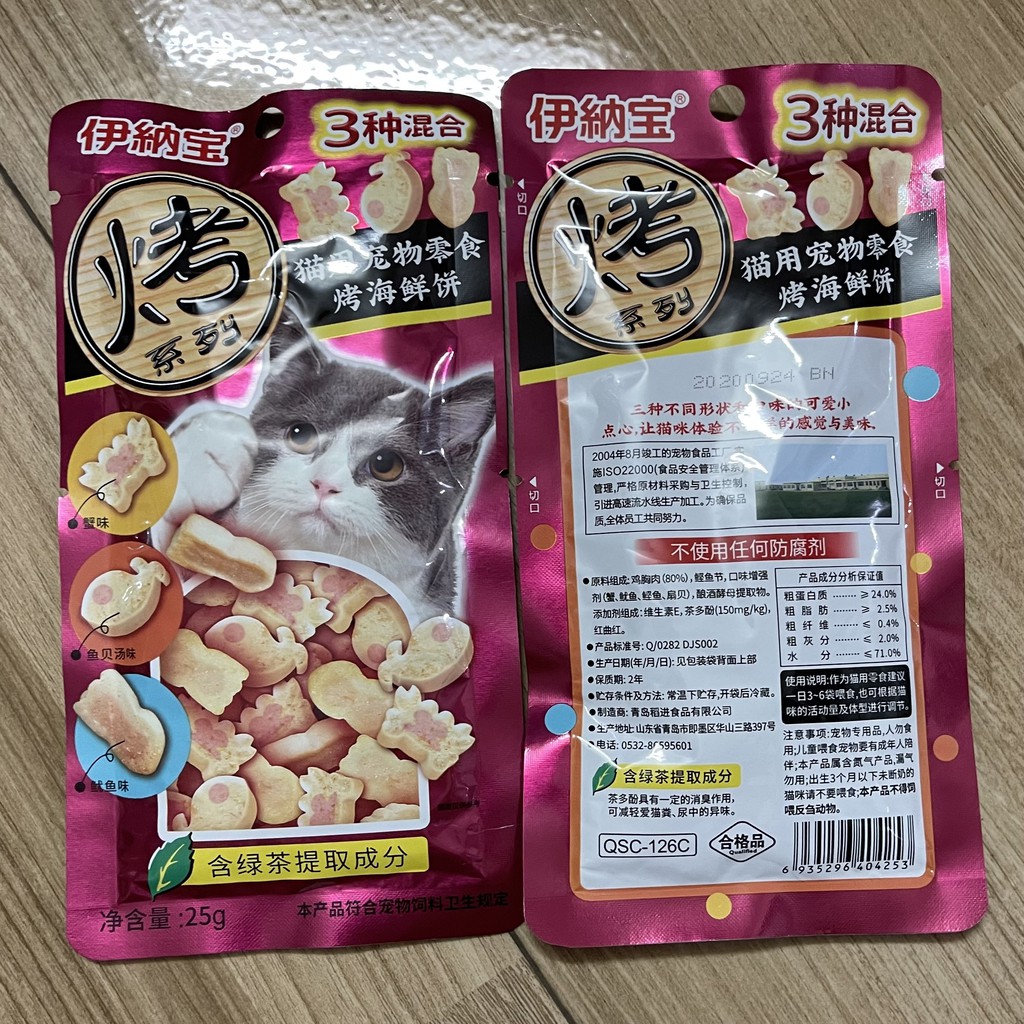 伊納宝®
3种混合
烤
系列
猫用宠物零食
烤海鲜饼
蟹味
鱼贝汤味
鱿鱼味
含绿茶提取成分
净含量:25g
本产品符合宠物饲料卫生规定
伊納宝®
3种混合
切口
烤
系列
猫用宠物零食
烤海鲜饼
20200924 BN
三种不同形状和口味的可爱小
点心,让猫咪体验不一样的感觉与美味.
2004年8月竣工的宠物食品工厂,实
施ISO22000(食品安全管理体系)
管理,严格原材料采购与卫生控制,
引进高速流水线生产加工。为确保品
质,全体员工共同努力。
切口
切口
不使用任何防腐剂
●原料组成:鸡胸肉(80%),鲣鱼节,口味增强
剂(蟹、鱿鱼、鲣鱼、扇贝),酿酒酵母提取物。
添加剂组成:维生素E,茶多酚(150mg/kg),
红曲红。
●产品标准号: Q/0282 DJS002
●生产日期(年/月/日): 见包装袋背面上部
●保质期: 2年
●贮存条件及方法: 常温下贮存,开袋后冷藏。
●制造商: 青岛稻进食品有限公司
●生产地址: 山东省青岛市即墨区华山三路397号
●电话: 0532-86595601
产品成分分析保证值
粗蛋白质 ········ ≥ 24.0%
粗脂肪 ········ ≥ 2.5%
粗纤维 ········ ≤ 0.4%
粗灰分 ········ ≤ 2.0%
水分 ········ ≤ 71.0%
使用说明:作为猫用零食建议
一日3~6袋喂食,也可根据猫
咪的活动量及体型进行调节。
注意事项:宠物专用品,人勿食
用;儿童喂食宠物要有成年人陪
伴;本产品属含氮气产品,漏气
勿用;出生3个月以下未断奶的
猫咪请不要喂食;本产品不得饲
喂反刍动物。
含绿茶提取成分
茶多酚具有一定的消臭作用,
可减轻爱猫粪、尿中的异味。
QSC-126C
合格品
Qualified
6 935296 404253